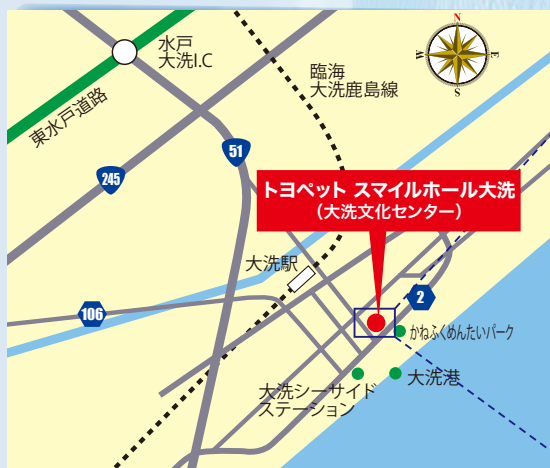 N
W
E
S
水戸
大洗I.C
臨海
大洗鹿島線
東水戸道路
51
245
トヨペット スマイルホール大洗
（大洗文化センター）
大洗駅
2
106
かねふくめんたいパーク
大洗シーサイド
ステーション
大洗港